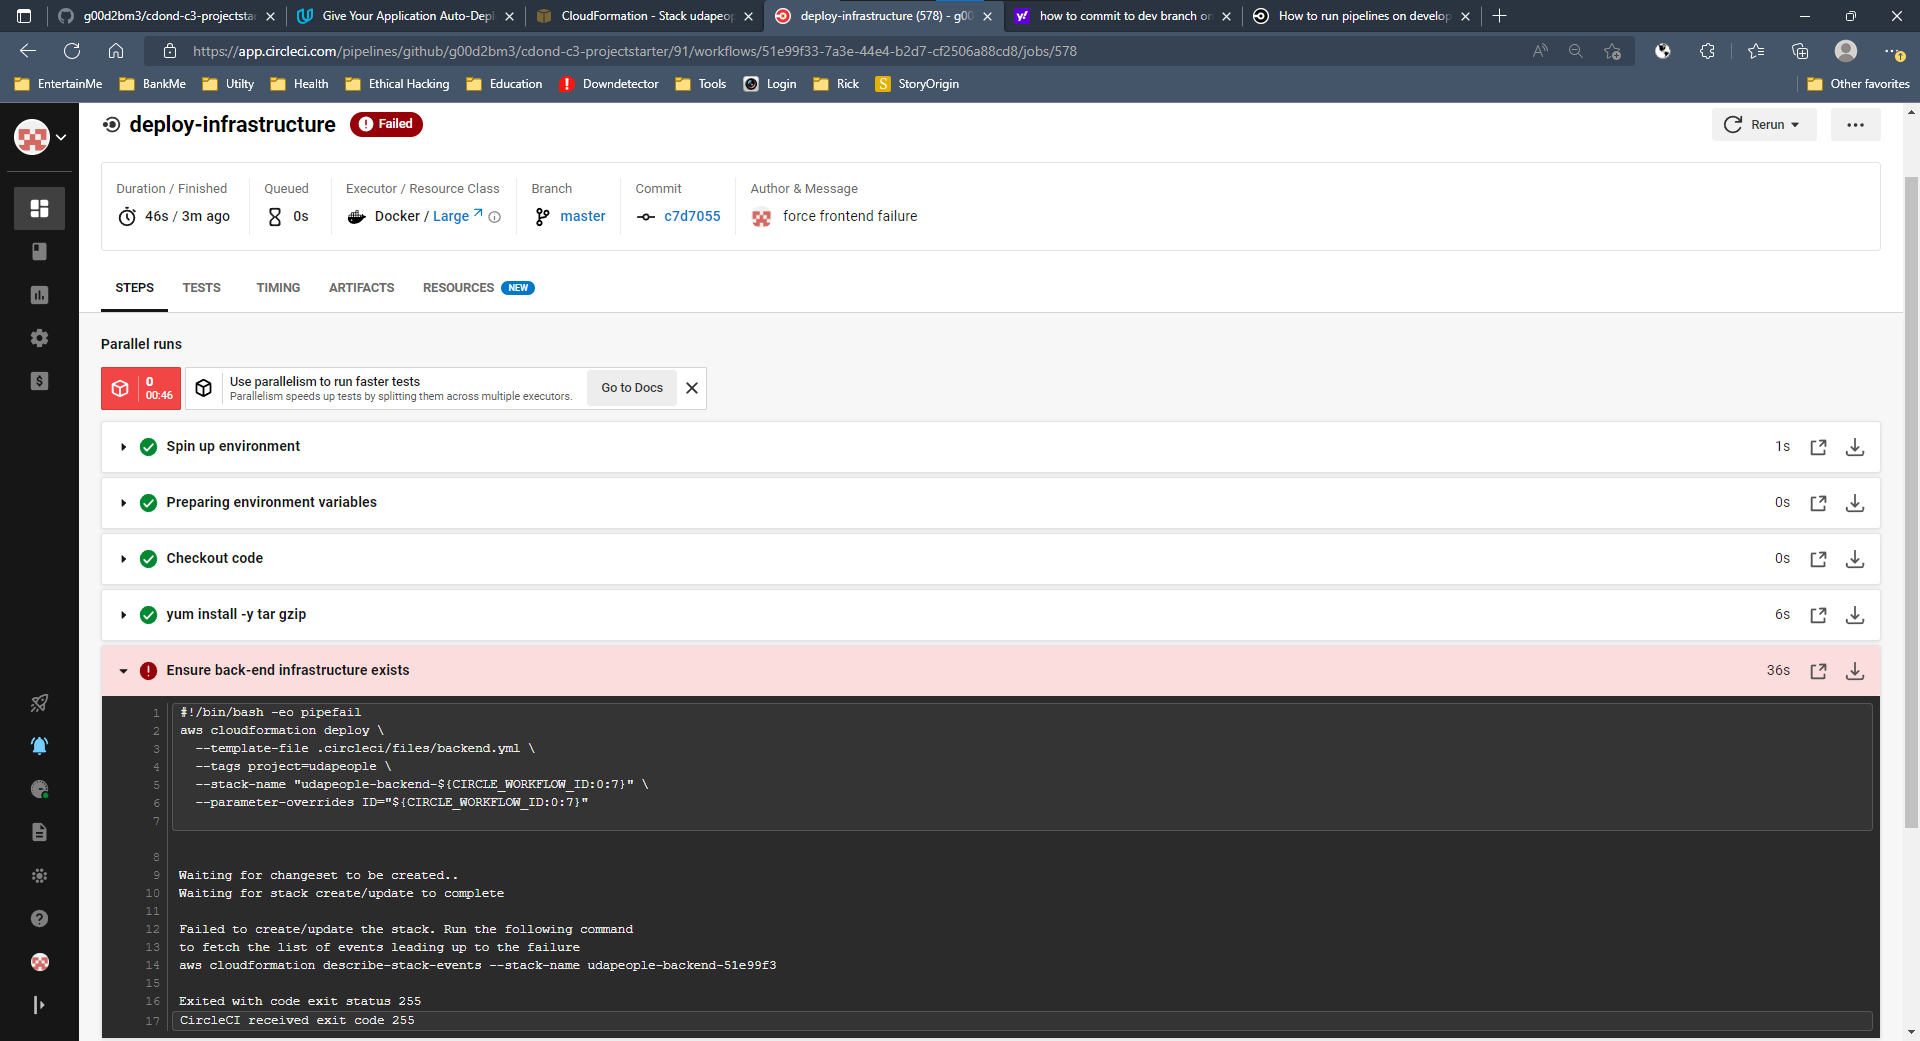 g00d2bm3/cdond-c3-projectstar
Give Your Application Auto-Depl
CloudFormation - Stack udapeop
deploy-infrastructure (578) - g00
how to commit to dev branch on
How to run pipelines on develop
https://app.circleci.com/pipelines/github/g00d2bm3/cdond-c3-projectstarter/91/workflows/51e99f33-7a3e-44e4-b2d7-cf2506a88cd8/jobs/578
EntertainMe
BankMe
Utilty
Health
Ethical Hacking
Education
Downdetector
Tools
Login
Rick
StoryOrigin
Other favorites
deploy-infrastructure
Failed
Rerun
Duration / Finished
46s / 3m ago
Queued
0s
Executor / Resource Class
Docker / Large
Branch
master
Commit
c7d7055
Author & Message
force frontend failure
STEPS
TESTS
TIMING
ARTIFACTS
RESOURCES NEW
Parallel runs
0
00:46
Use parallelism to run faster tests
Parallelism speeds up tests by splitting them across multiple executors.
Go to Docs
Spin up environment
1s
Preparing environment variables
0s
Checkout code
0s
yum install -y tar gzip
6s
Ensure back-end infrastructure exists
36s
1 #!/bin/bash -eo pipefail
2 aws cloudformation deploy \
3 --template-file .circleci/files/backend.yml \
4 --tags project=udapeople \
5 --stack-name "udapeople-backend-${CIRCLE_WORKFLOW_ID:0:7}" \
6 --parameter-overrides ID="${CIRCLE_WORKFLOW_ID:0:7}"
7
8
9 Waiting for changeset to be created..
10 Waiting for stack create/update to complete
11
12 Failed to create/update the stack. Run the following command
13 to fetch the list of events leading up to the failure
14 aws cloudformation describe-stack-events --stack-name udapeople-backend-51e99f3
15
16 Exited with code exit status 255
17 CircleCI received exit code 255